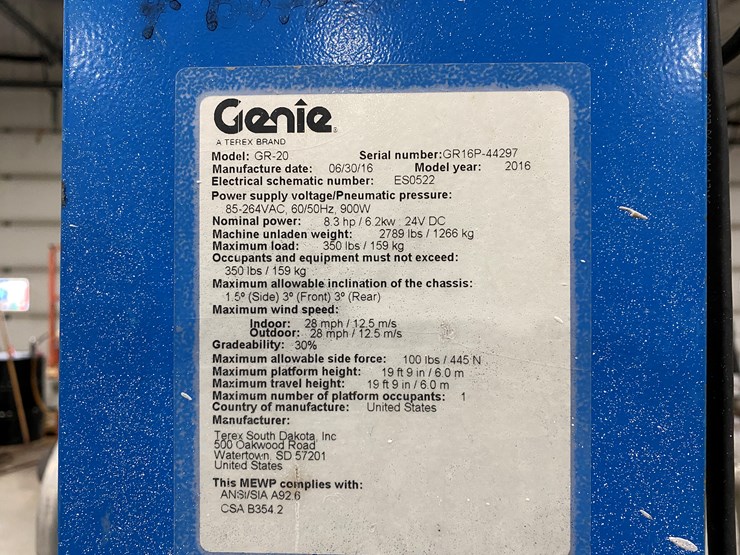 Genie
A TEREX BRAND
Model: GR-20 Serial number:GR16P-44297
Manufacture date: 06/30/16 Model year: 2016
Electrical schematic number: ES0522
Power supply voltage/Pneumatic pressure:
85-264VAC, 60/50Hz, 900W
Nominal power: 8.3 hp / 6.2kw 24V DC
Machine unladen weight: 2789 lbs / 1266 kg
Maximum load: 350 lbs / 159 kg
Occupants and equipment must not exceed:
350 lbs / 159 kg
Maximum allowable inclination of the chassis:
1.5º (Side) 3º (Front) 3º (Rear)
Maximum wind speed:
Indoor: 28 mph / 12.5 m/s
Outdoor: 28 mph / 12.5 m/s
Gradeability: 30%
Maximum allowable side force: 100 lbs / 445 N
Maximum platform height: 19 ft 9 in / 6.0 m
Maximum travel height: 19 ft 9 in / 6.0 m
Maximum number of platform occupants: 1
Country of manufacture: United States
Manufacturer:
Terex South Dakota, Inc
500 Oakwood Road
Watertown, SD 57201
United States
This MEWP complies with:
ANSI/SIA A92.6
CSA B354.2